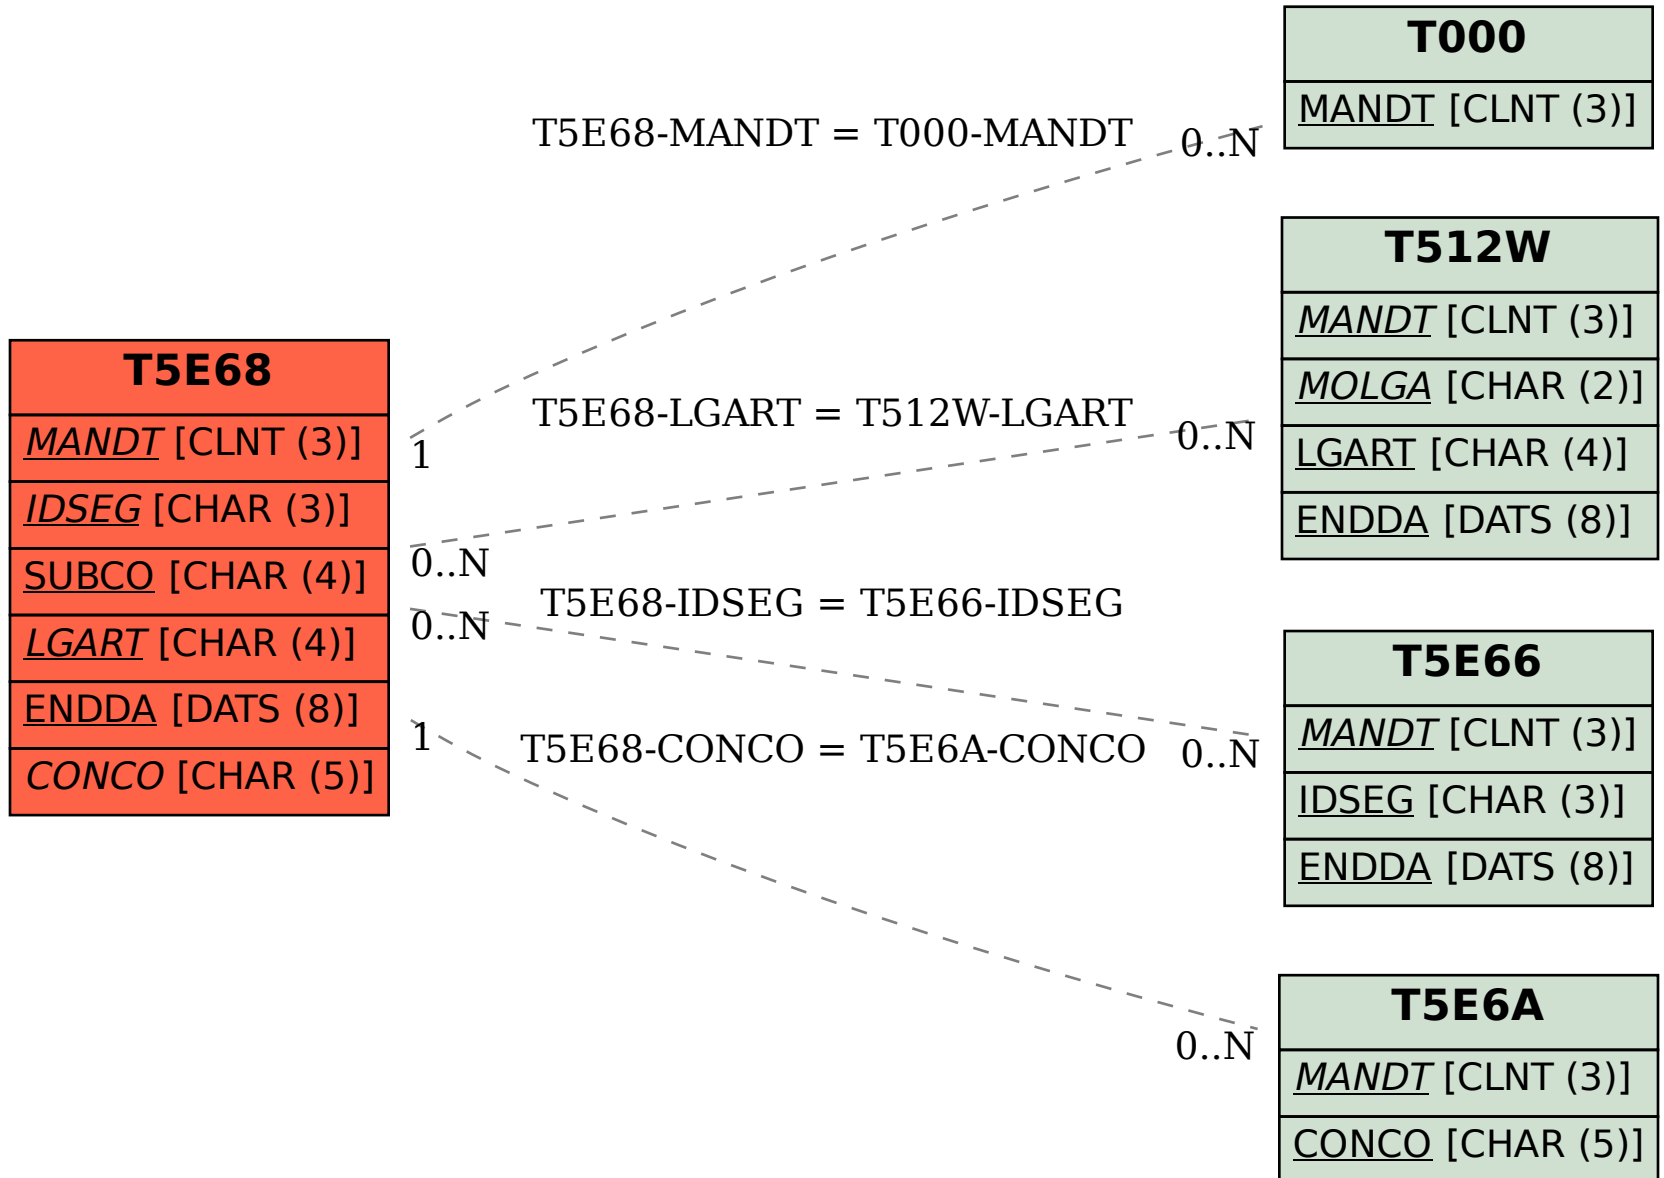 T000
MANDT [CLNT (3)]
T5E68-MANDT = T000-MANDT
0..N
T512W
MANDT [CLNT (3)]
MOLGA [CHAR (2)]
LGART [CHAR (4)]
ENDDA [DATS (8)]
T5E68
MANDT [CLNT (3)]
IDSEG [CHAR (3)]
SUBCO [CHAR (4)]
LGART [CHAR (4)]
ENDDA [DATS (8)]
CONCO [CHAR (5)]
1
T5E68-LGART = T512W-LGART
0..N
0..N
T5E68-IDSEG = T5E66-IDSEG
0..N
0..N
T5E66
MANDT [CLNT (3)]
IDSEG [CHAR (3)]
ENDDA [DATS (8)]
1
T5E68-CONCO = T5E6A-CONCO
0..N
T5E6A
MANDT [CLNT (3)]
CONCO [CHAR (5)]